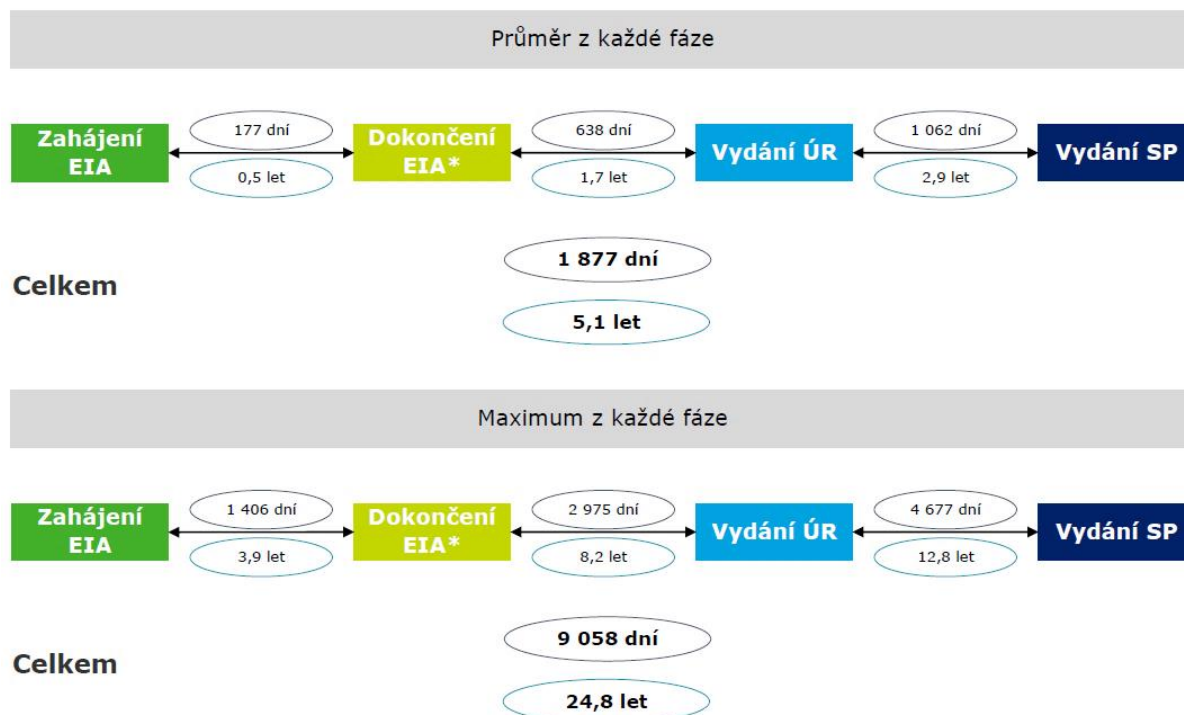 Průměr z každé fáze
Zahájení
EIA
177 dní
0,5 let
Dokončení
EIA*
638 dní
1,7 let
Vydání ÚR
1 062 dní
2,9 let
Vydání SP
Celkem
1 877 dní
5,1 let
Maximum z každé fáze
Zahájení
EIA
1 406 dní
3,9 let
Dokončení
EIA*
2 975 dní
8,2 let
Vydání ÚR
4 677 dní
12,8 let
Vydání SP
Celkem
9 058 dní
24,8 let